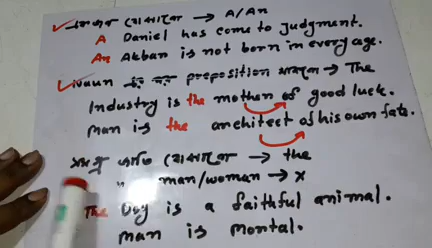 বোঝাতে → A/An
A Daniel has come to judgment.
An Akbar is not born in every age.
noun preposition থাকলে → The
Industry is the mother of good luck.
Man is the architect of his own fate.
সমগ্র জাতি বোঝাতে → the
" man/woman → x
The Dog is a faithful animal.
Man is Mortal.